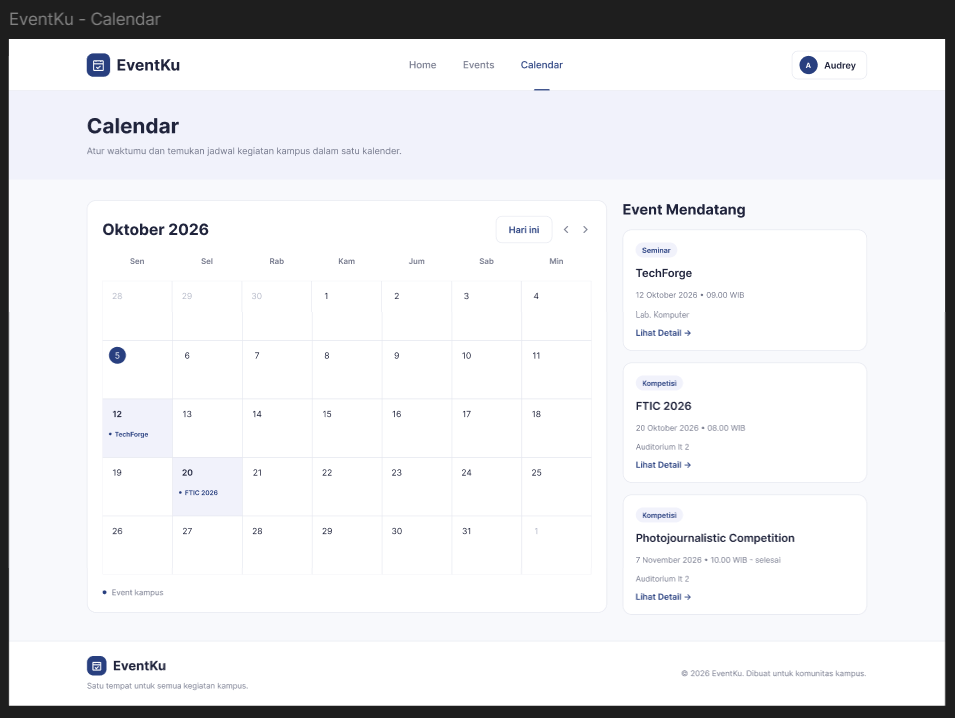 EventKu - Calendar
EventKu
Home Events Calendar
A Audrey
Calendar
Atur waktumu dan temukan jadwal kegiatan kampus dalam satu kalender.
Oktober 2026
Hari ini
Sen Sel Rab Kam Jum Sab Min
28 29 30 1 2 3 4
5 6 7 8 9 10 11
12 13 14 15 16 17 18
TechForge
19 20 21 22 23 24 25
FTIC 2026
26 27 28 29 30 31 1
Event kampus
Event Mendatang
Seminar
TechForge
12 Oktober 2026 • 09.00 WIB
Lab. Komputer
Lihat Detail →
Kompetisi
FTIC 2026
20 Oktober 2026 • 08.00 WIB
Auditorium lt 2
Lihat Detail →
Kompetisi
Photojournalistic Competition
7 November 2026 • 10.00 WIB - selesai
Auditorium lt 2
Lihat Detail →
EventKu
Satu tempat untuk semua kegiatan kampus.
© 2026 EventKu. Dibuat untuk komunitas kampus.